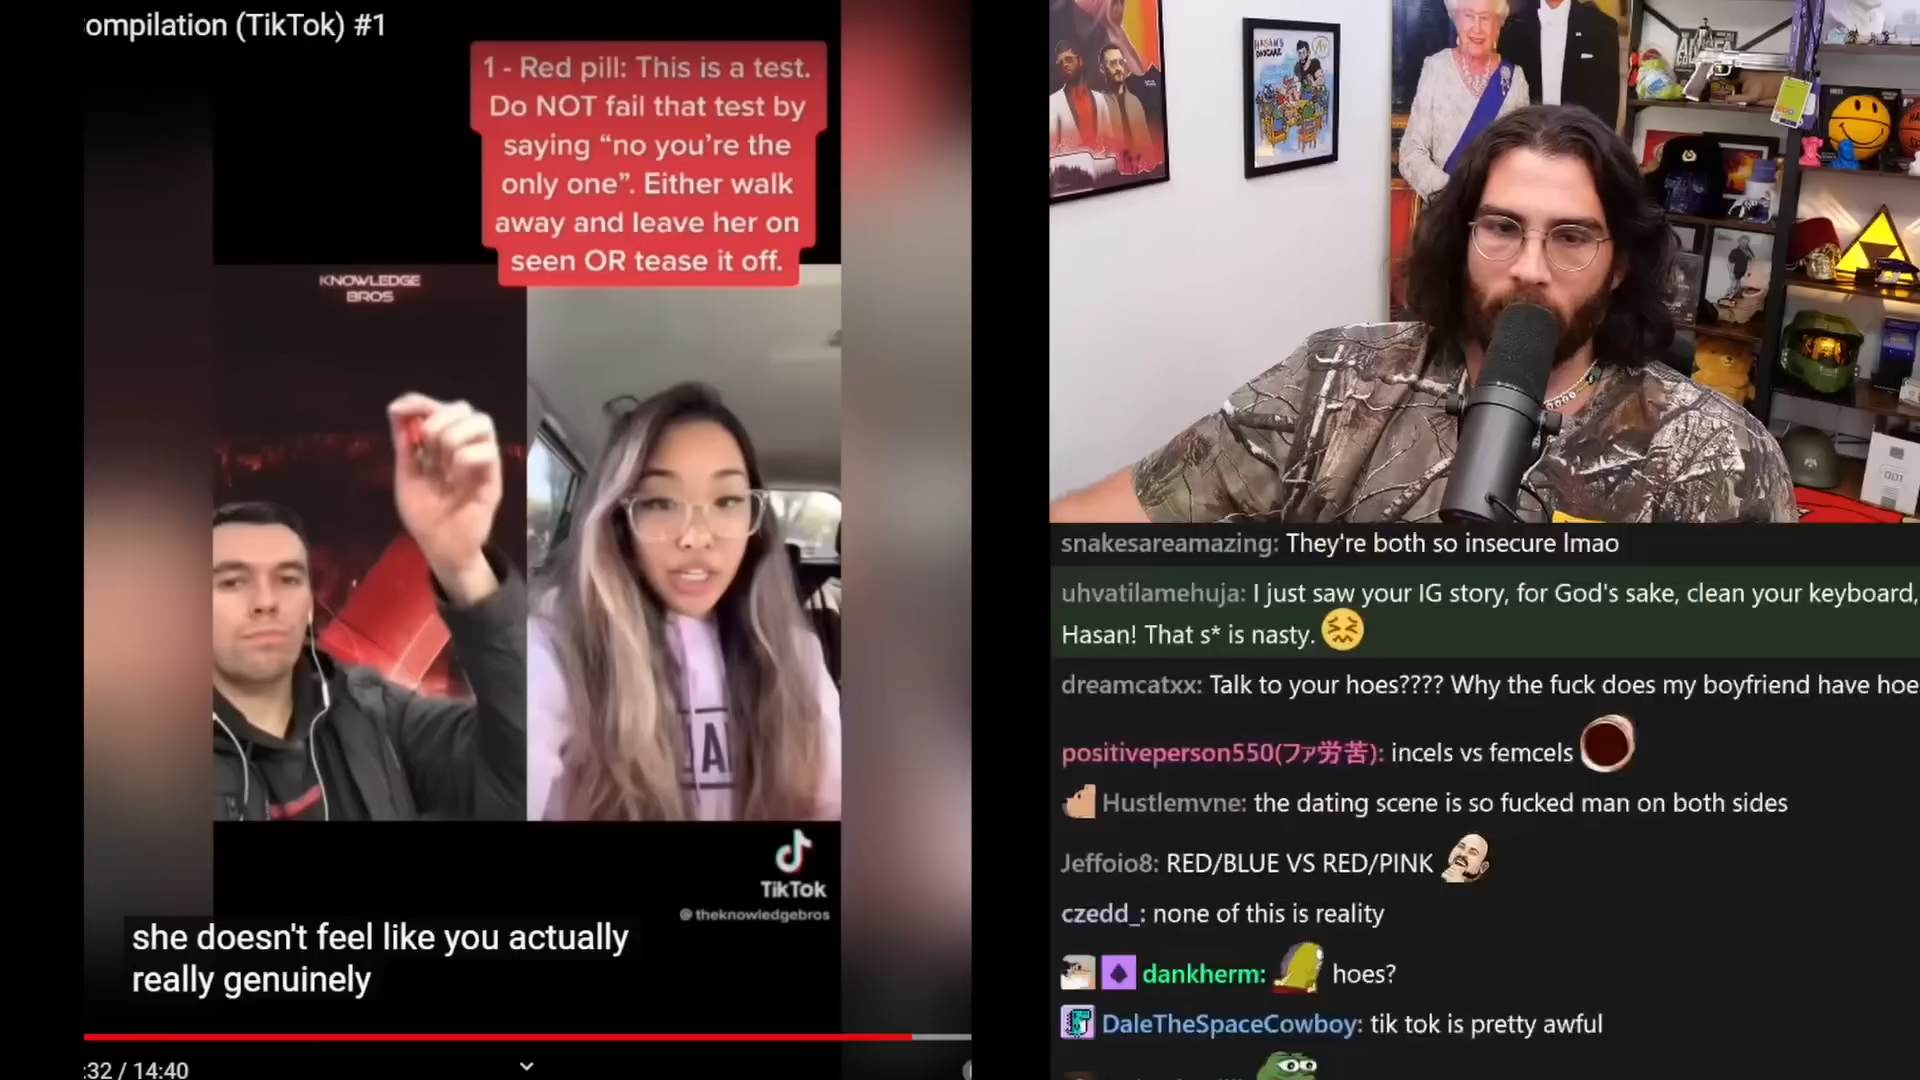 ompilation (TikTok) #1
1 - Red pill: This is a test.
Do NOT fail that test by
saying “no you’re the
only one”. Either walk
away and leave her on
seen OR tease it off.
KNOWLEDGE
BROS
TikTok
@theknowledgebros
she doesn't feel like you actually
really genuinely
:32 / 14:40
HASAN'S
snakesareamazing: They're both so insecure lmao
uhvatilamehuja: I just saw your IG story, for God's sake, clean your keyboard,
Hasan! That s* is nasty.
dreamcatxx: Talk to your hoes???? Why the fuck does my boyfriend have hoe
positiveperson550(ファ労苦): incels vs femcels
Hustlemvne: the dating scene is so fucked man on both sides
Jeffoio8: RED/BLUE VS RED/PINK
czedd_: none of this is reality
dankherm: hoes?
DaleTheSpaceCowboy: tik tok is pretty awful